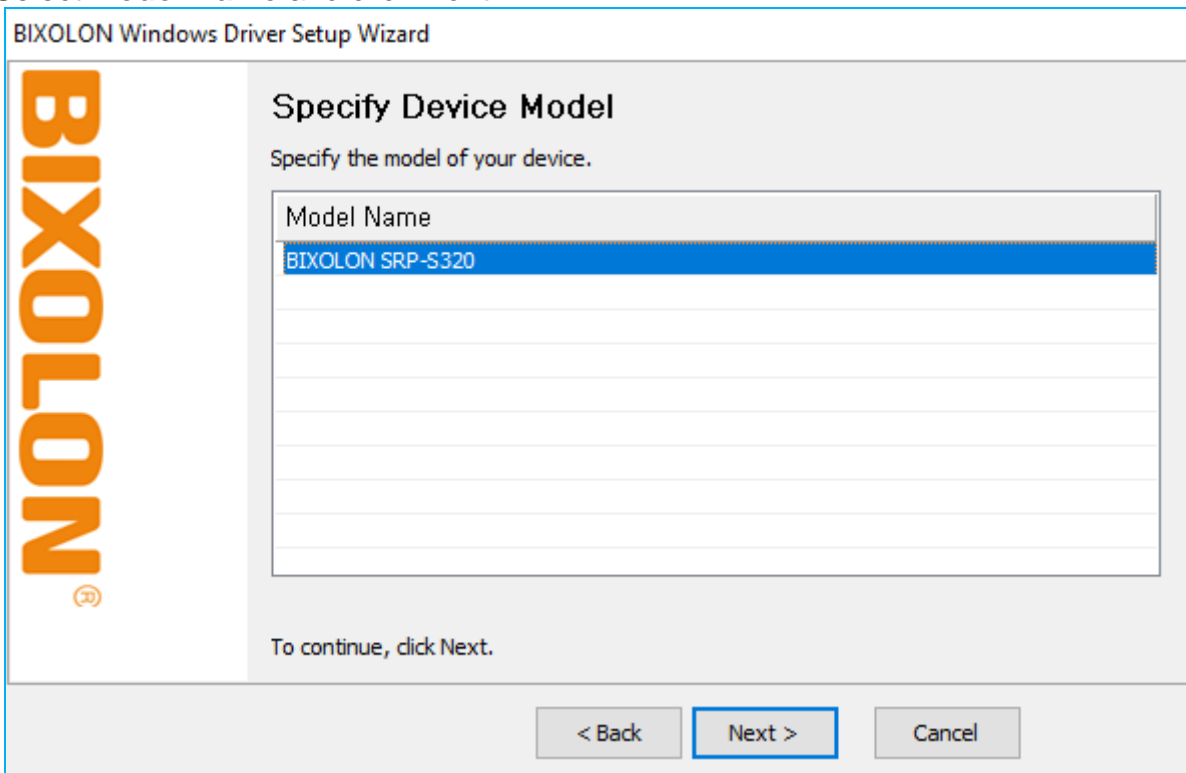 BIXOLON Windows Driver Setup Wizard
BIXOLON®
Specify Device Model
Specify the model of your device.
Model Name
BIXOLON SRP-S320
To continue, click Next.
< Back
Next >
Cancel